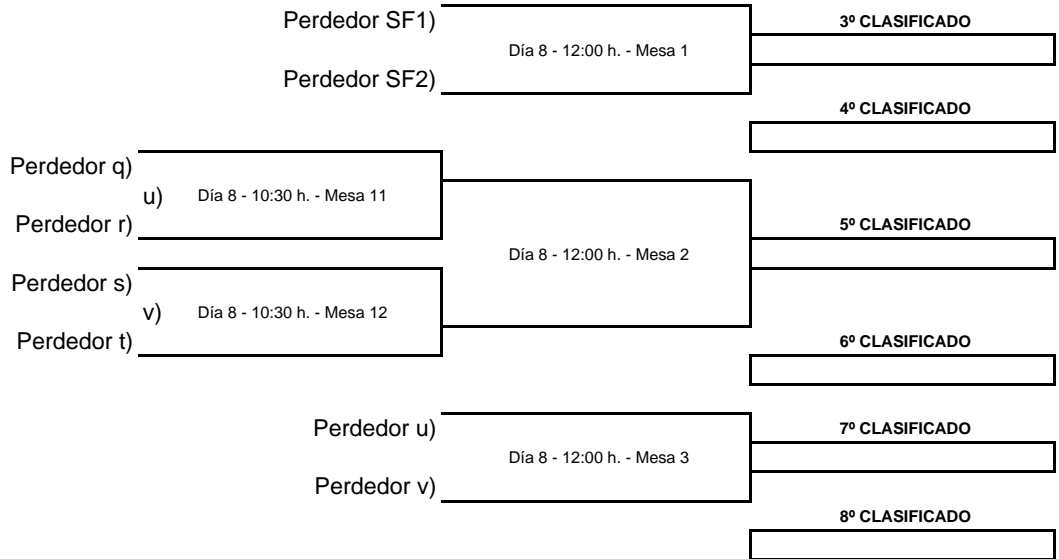 Perdedor SF1)
3º CLASIFICADO
Día 8 - 12:00 h. - Mesa 1
Perdedor SF2)
4º CLASIFICADO
Perdedor q)
u) Día 8 - 10:30 h. - Mesa 11
Perdedor r)
5º CLASIFICADO
Día 8 - 12:00 h. - Mesa 2
Perdedor s)
v) Día 8 - 10:30 h. - Mesa 12
Perdedor t)
6º CLASIFICADO
Perdedor u)
7º CLASIFICADO
Día 8 - 12:00 h. - Mesa 3
Perdedor v)
8º CLASIFICADO